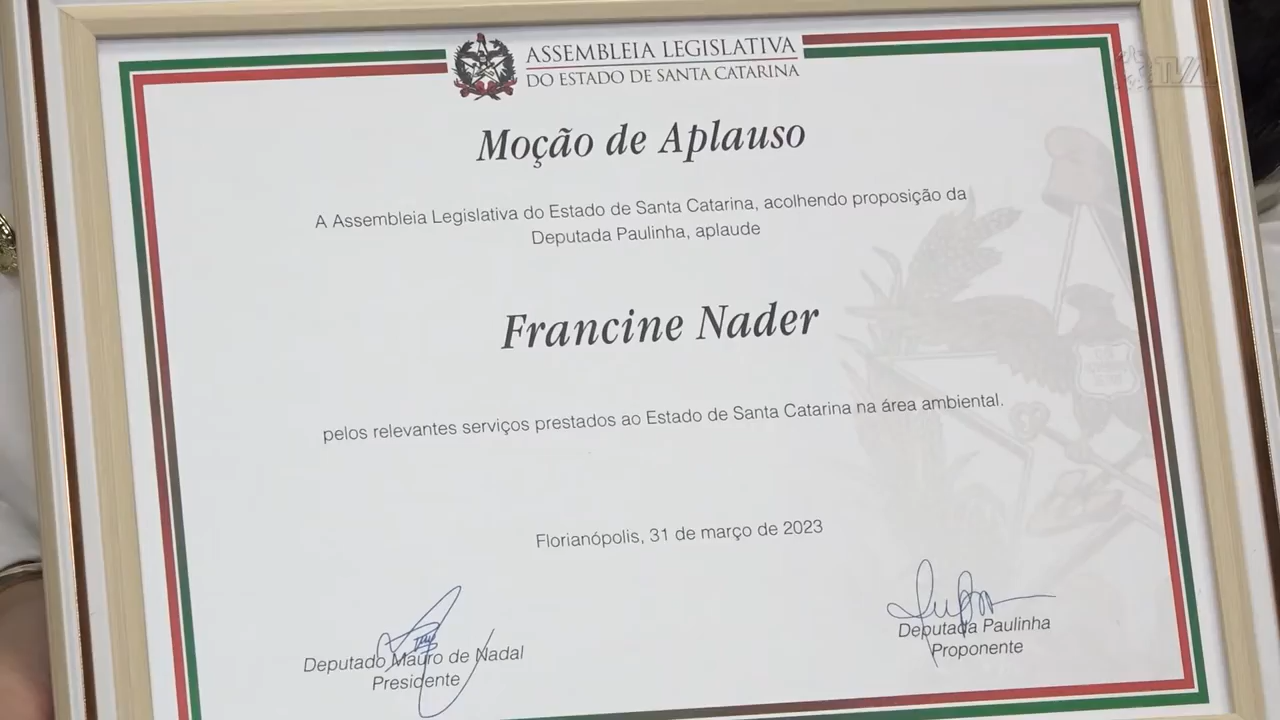 ASSEMBLEIA LEGISLATIVA
DO ESTADO DE SANTA CATARINA
Moção de Aplauso
A Assembleia Legislativa do Estado de Santa Catarina, acolhendo proposição da
Deputada Paulinha, aplaude
Francine Nader
pelos relevantes serviços prestados ao Estado de Santa Catarina na área ambiental.
Florianópolis, 31 de março de 2023
Deputado Mauro de Nadal
Presidente
Deputada Paulinha
Proponente